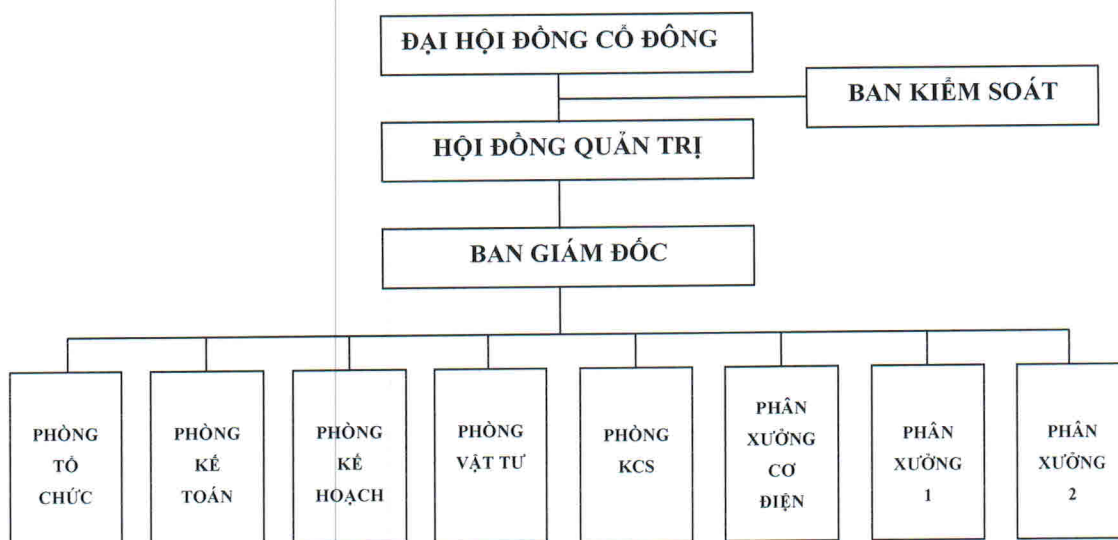 ĐẠI HỘI ĐỒNG CỔ ĐÔNG
BAN KIỂM SOÁT
HỘI ĐỒNG QUẢN TRỊ
BAN GIÁM ĐỐC
PHÒNG
TỔ
CHỨC
PHÒNG
KẾ
TOÁN
PHÒNG
KẾ
HOẠCH
PHÒNG
VẬT TƯ
PHÒNG
KCS
PHÂN
XƯỞNG
CƠ
ĐIỆN
PHÂN
XƯỞNG
1
PHÂN
XƯỞNG
2